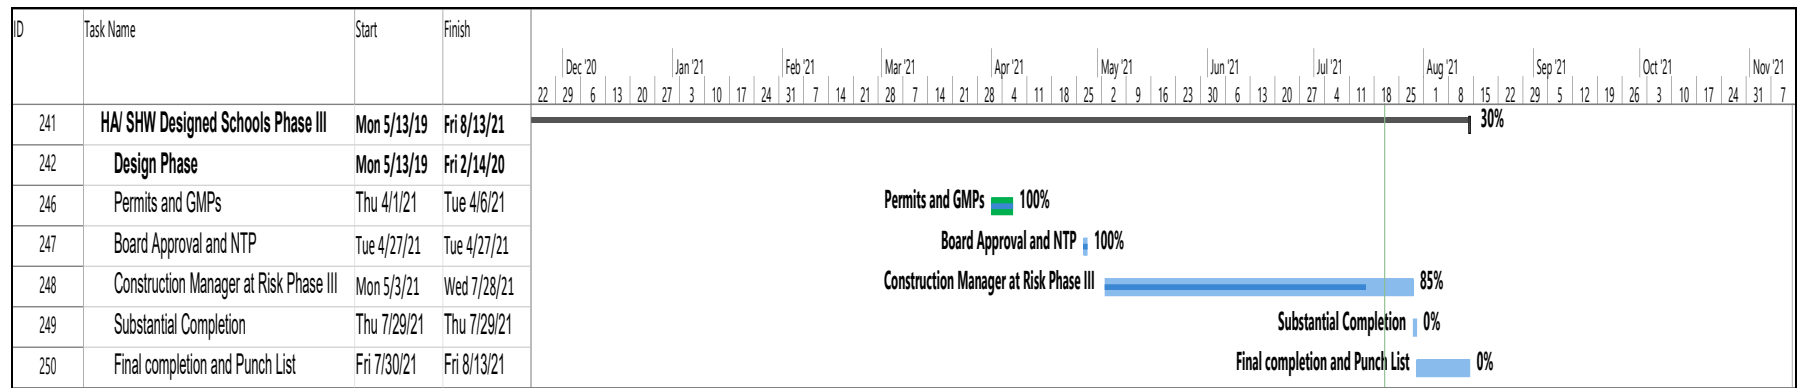 ID Task Name Start Finish
Dec '20 Jan '21 Feb '21 Mar '21 Apr '21 May '21 Jun '21 Jul '21 Aug '21 Sep '21 Oct '21 Nov '21
22 29 6 13 20 27 3 10 17 24 31 7 14 21 28 7 14 21 28 4 11 18 25 2 9 16 23 30 6 13 20 27 4 11 18 25 1 8 15 22 29 5 12 19 26 3 10 17 24 31 7
241 HA/ SHW Designed Schools Phase III Mon 5/13/19 Fri 8/13/21 30%
242 Design Phase Mon 5/13/19 Fri 2/14/20
246 Permits and GMPs Thu 4/1/21 Tue 4/6/21 Permits and GMPs 100%
247 Board Approval and NTP Tue 4/27/21 Tue 4/27/21 Board Approval and NTP 100%
248 Construction Manager at Risk Phase III Mon 5/3/21 Wed 7/28/21 Construction Manager at Risk Phase III 85%
249 Substantial Completion Thu 7/29/21 Thu 7/29/21 Substantial Completion 0%
250 Final completion and Punch List Fri 7/30/21 Fri 8/13/21 Final completion and Punch List 0%